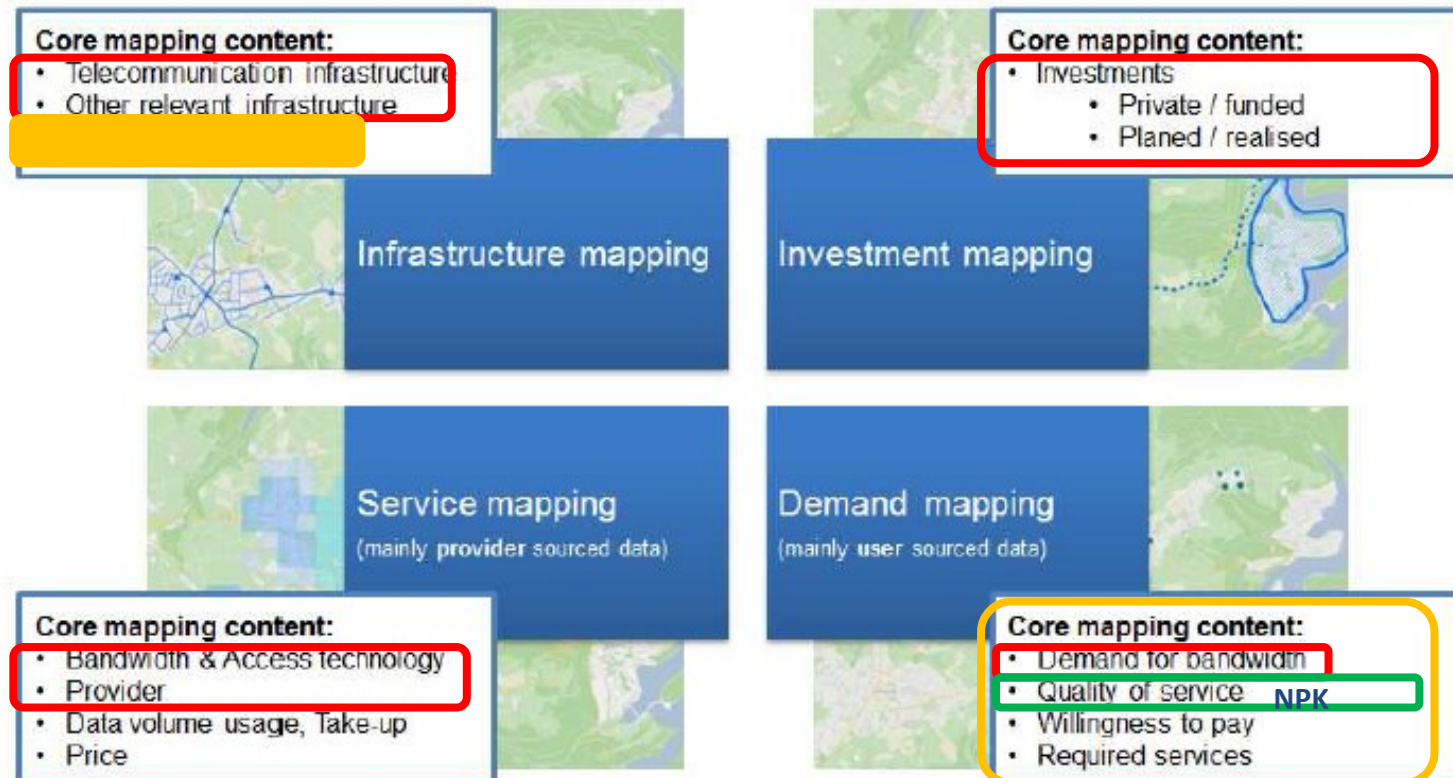 Core mapping content:
• Telecommunication infrastructure
• Other relevant infrastructure
Core mapping content:
• Investments
• Private / funded
• Planed / realised
Infrastructure mapping
Investment mapping
Service mapping
(mainly provider sourced data)
Demand mapping
(mainly user sourced data)
Core mapping content:
• Bandwidth & Access technology
• Provider
• Data volume usage, Take-up
• Price
Core mapping content:
• Demand for bandwidth
• Quality of service NPK
• Willingness to pay
• Required services